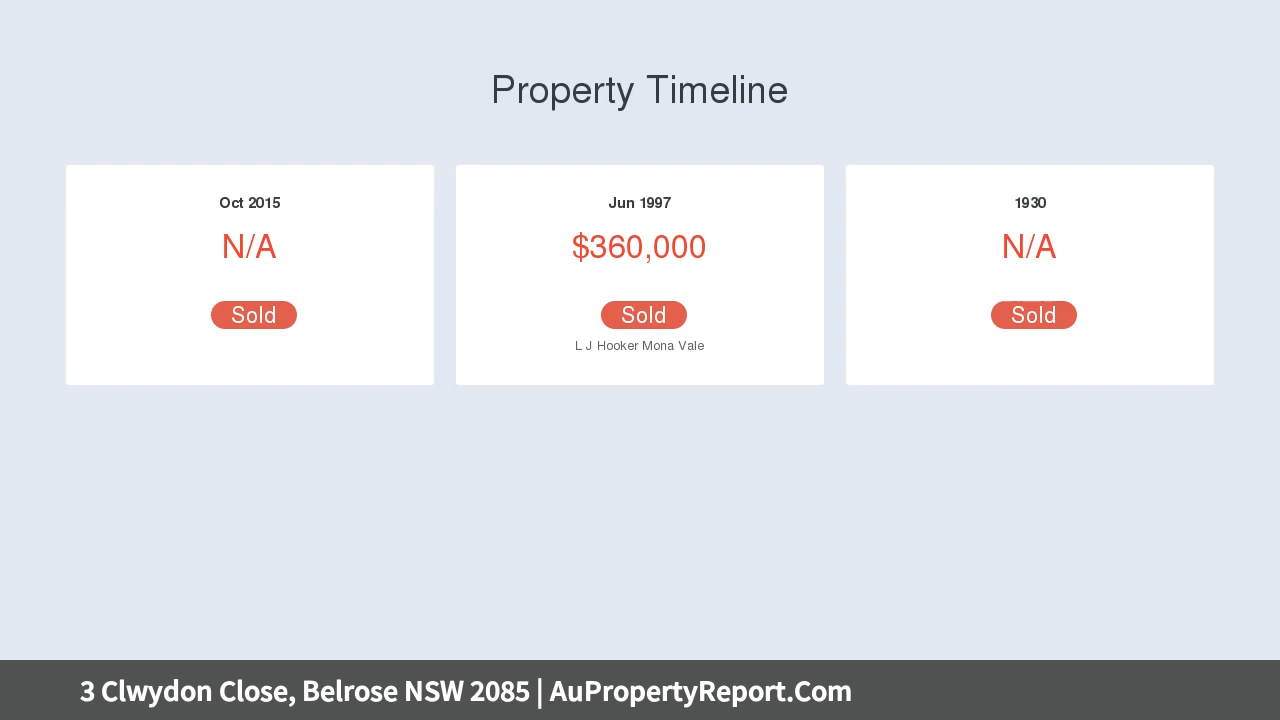 Property Timeline
Oct 2015
N/A
Sold
Jun 1997
$360,000
Sold
L J Hooker Mona Vale
1930
N/A
Sold
3 Clwydon Close, Belrose NSW 2085 | AuPropertyReport.Com